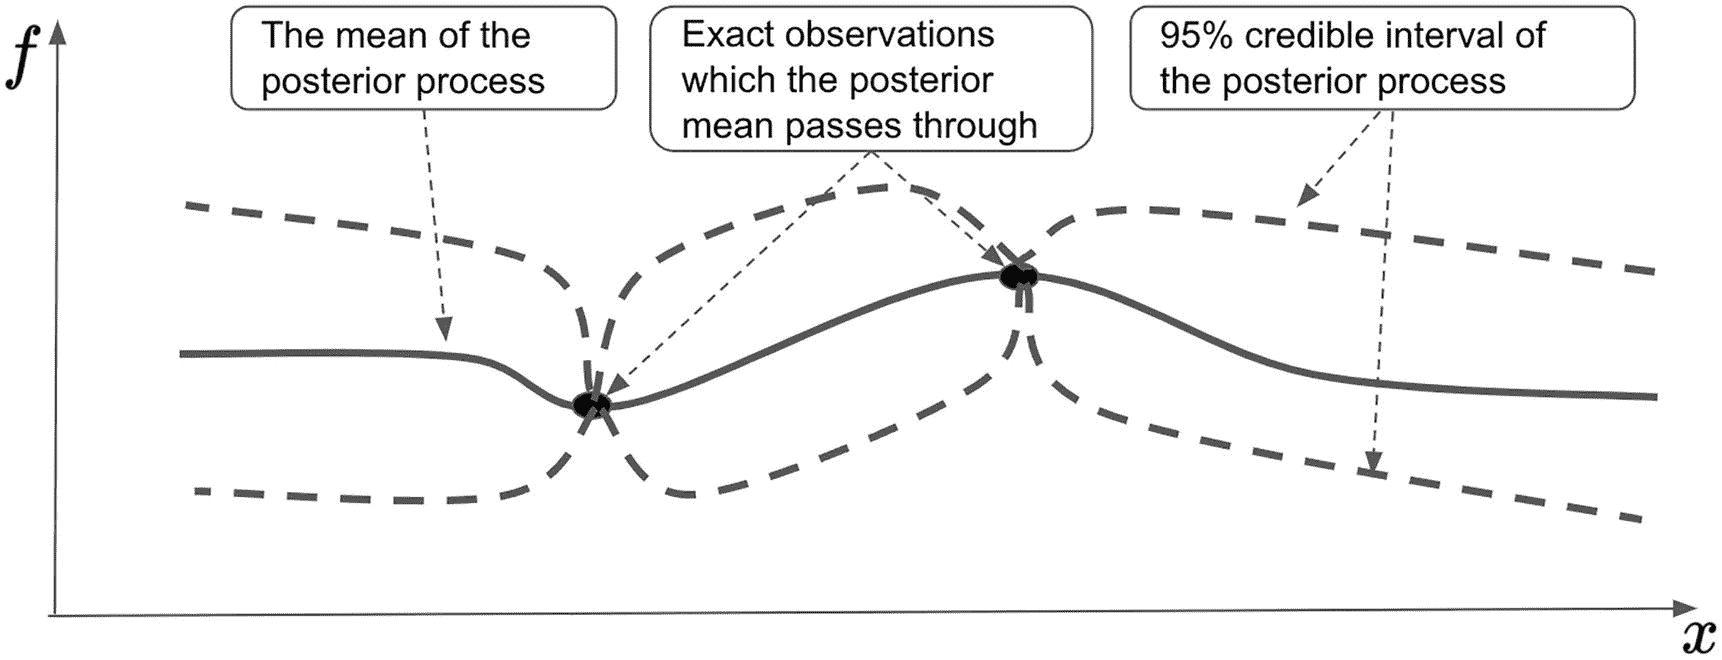 f
The mean of the
posterior process
Exact observations
which the posterior
mean passes through
95% credible interval of
the posterior process
x